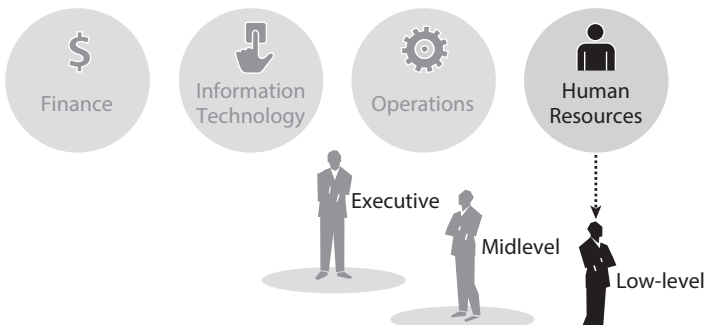 $
Finance
Information
Technology
Operations
Human
Resources
Executive
Midlevel
Low-level